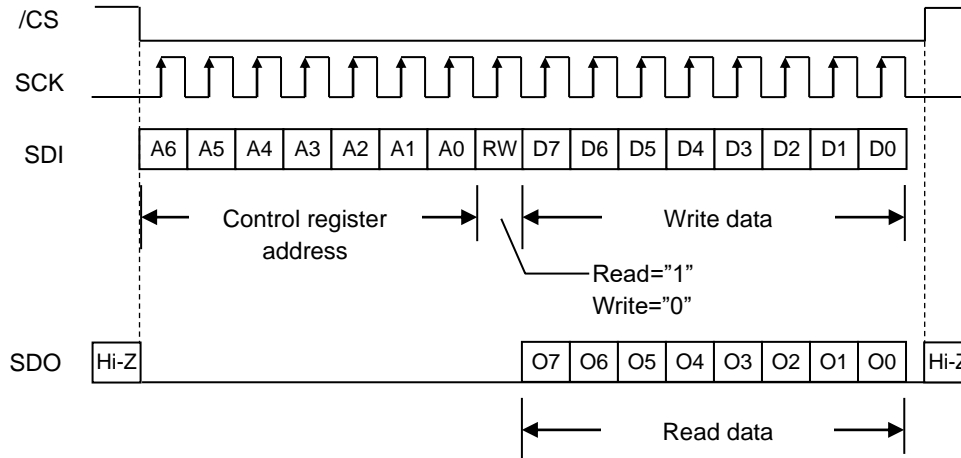 /CS
SCK
SDI A6 A5 A4 A3 A2 A1 A0 RW D7 D6 D5 D4 D3 D2 D1 D0
Control register
address
Write data
Read=”1”
Write=”0”
SDO Hi-Z O7 O6 O5 O4 O3 O2 O1 O0 Hi-Z
Read data